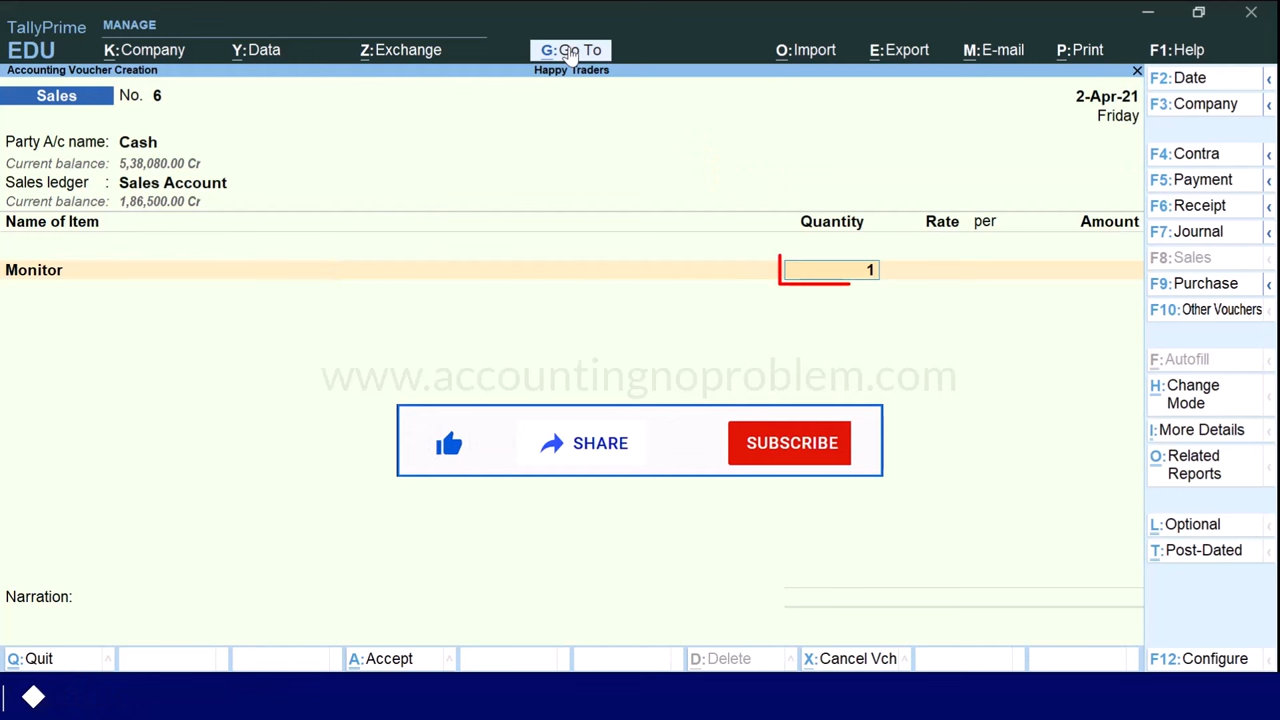 TallyPrime
MANAGE
EDU
K:Company Y:Data Z:Exchange G:Go To O:Import E:Export M:E-mail P:Print F1:Help
Accounting Voucher Creation Happy Traders
Sales No. 6 2-Apr-21
Friday
Party A/c name: Cash
Current balance: 5,38,080.00 Cr
Sales ledger : Sales Account
Current balance: 1,86,500.00 Cr
Name of Item Quantity Rate per Amount
Monitor 1
www.accountingnoproblem.com
SHARE SUBSCRIBE
Narration:
F2:Date
F3:Company
F4:Contra
F5:Payment
F6:Receipt
F7:Journal
F8:Sales
F9:Purchase
F10:Other Vouchers
F:Autofill
H:Change
Mode
I:More Details
O:Related
Reports
L:Optional
T:Post-Dated
Q:Quit A:Accept D:Delete X:Cancel Vch F12:Configure